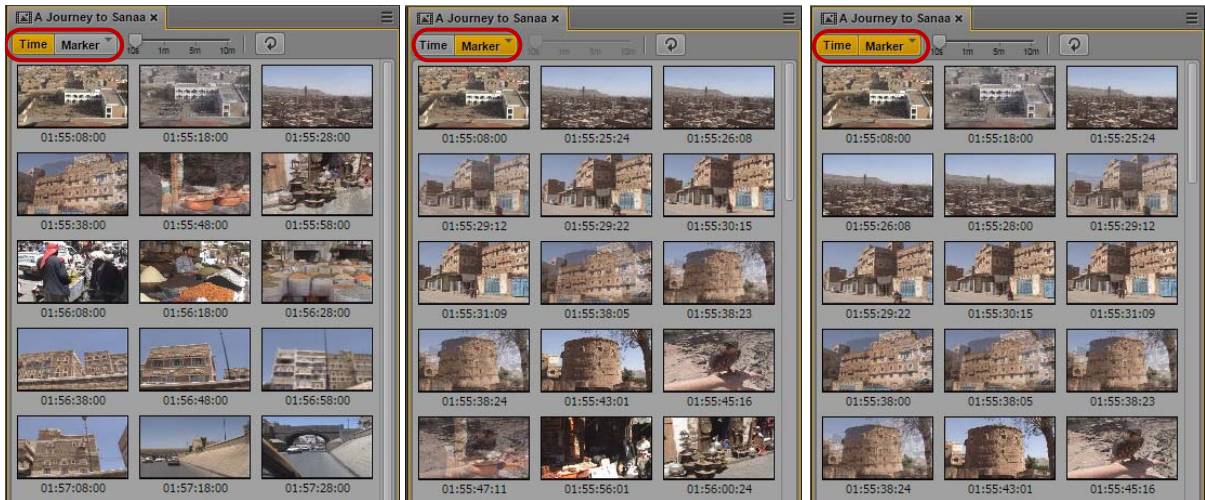 A Journey to Sanaa ×
Time Marker 10s 1m 5m 10m
01:55:08:00 01:55:18:00 01:55:28:00
01:55:38:00 01:55:48:00 01:55:58:00
01:56:08:00 01:56:18:00 01:56:28:00
01:56:38:00 01:56:48:00 01:56:58:00
01:57:08:00 01:57:18:00 01:57:28:00
A Journey to Sanaa ×
Time Marker 10s 1m 5m 10m
01:55:08:00 01:55:25:24 01:55:26:08
01:55:29:12 01:55:29:22 01:55:30:15
01:55:31:09 01:55:38:05 01:55:38:23
01:55:38:24 01:55:43:01 01:55:45:16
01:55:47:11 01:55:56:01 01:56:00:24
A Journey to Sanaa ×
Time Marker 10s 1m 5m 10m
01:55:08:00 01:55:18:00 01:55:25:24
01:55:26:08 01:55:28:00 01:55:29:12
01:55:29:22 01:55:30:15 01:55:31:09
01:55:38:00 01:55:38:05 01:55:38:23
01:55:38:24 01:55:43:01 01:55:45:16